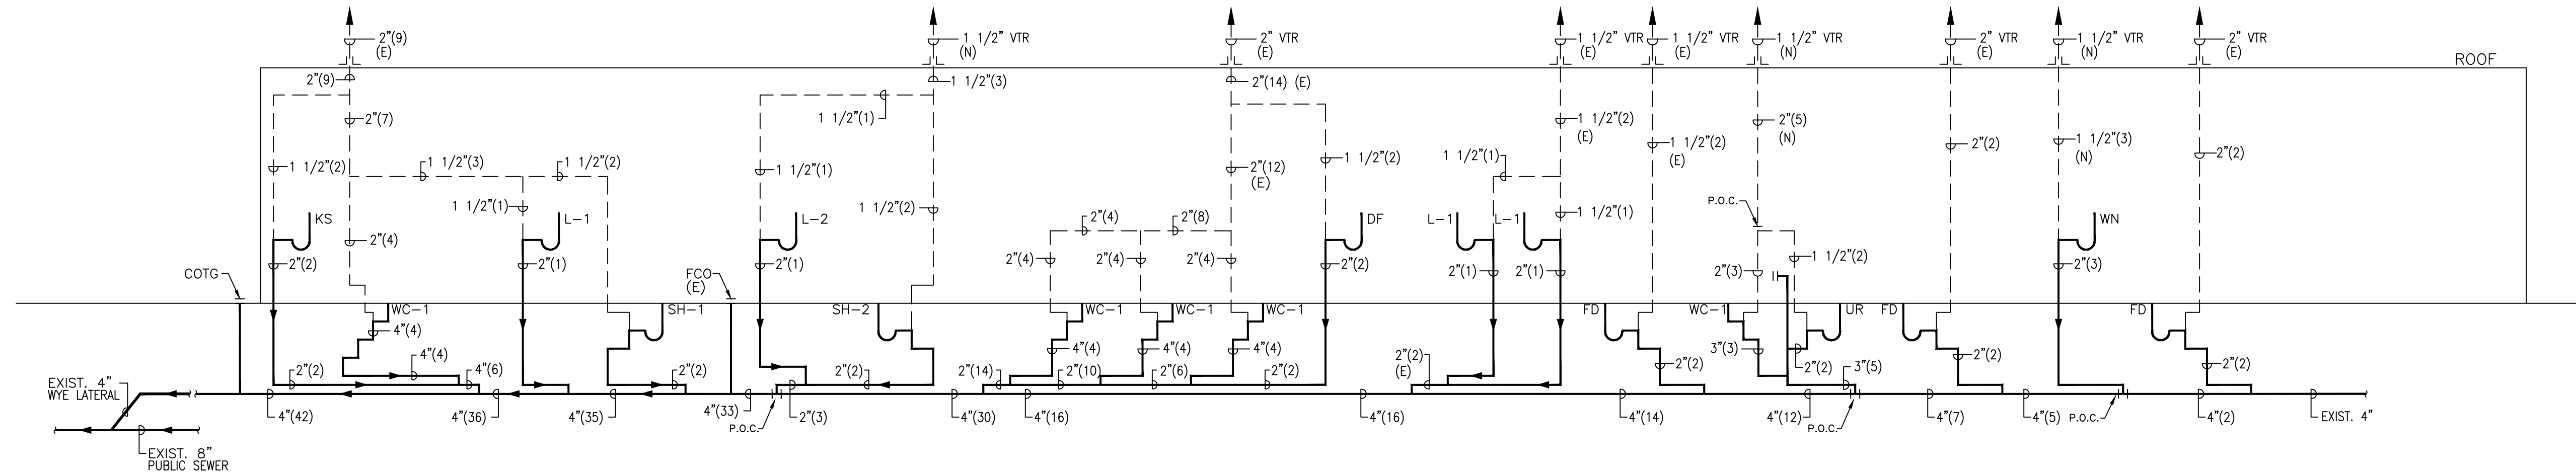 2"(9)
(E)
1 1/2" VTR
(N)
2" VTR
(E)
1 1/2" VTR
(E)
1 1/2" VTR
(E)
1 1/2" VTR
(N)
2" VTR
(E)
1 1/2" VTR
(N)
2" VTR
(E)
ROOF
2"(9)
1 1/2"(3)
2"(14) (E)
2"(7)
1 1/2"(1)
1 1/2"(2)
(E)
2"(5)
(N)
1 1/2"(2)
(E)
2"(2)
1 1/2"(3)
(N)
2"(2)
1 1/2"(2)
1 1/2"(3)
1 1/2"(2)
1 1/2"(1)
2"(12)
(E)
1 1/2"(2)
1 1/2"(1)
1 1/2"(1)
1 1/2"(2)
1 1/2"(1)
P.O.C.
KS
L-1
L-2
2"(4)
2"(8)
DF
L-1
L-1
WN
2"(4)
2"(2)
2"(1)
2"(1)
2"(4)
2"(4)
2"(4)
2"(2)
2"(1)
2"(1)
2"(3)
1 1/2"(2)
2"(3)
COTG
FCO
(E)
WC-1
SH-1
SH-2
WC-1
WC-1
WC-1
FD
WC-1
UR
FD
FD
4"(4)
4"(4)
4"(4)
4"(4)
4"(4)
2"(2)
3"(3)
2"(2)
2"(2)
2"(2)
2"(2)
4"(6)
2"(2)
2"(2)
2"(14)
2"(10)
2"(6)
2"(2)
2"(2)
(E)
3"(5)
EXIST. 4"
WYE LATERAL
4"(42)
4"(36)
4"(35)
4"(33)
P.O.C.
2"(3)
4"(30)
4"(16)
4"(16)
4"(14)
4"(12)
P.O.C.
4"(7)
4"(5)
P.O.C.
4"(2)
EXIST. 4"
EXIST. 8"
PUBLIC SEWER